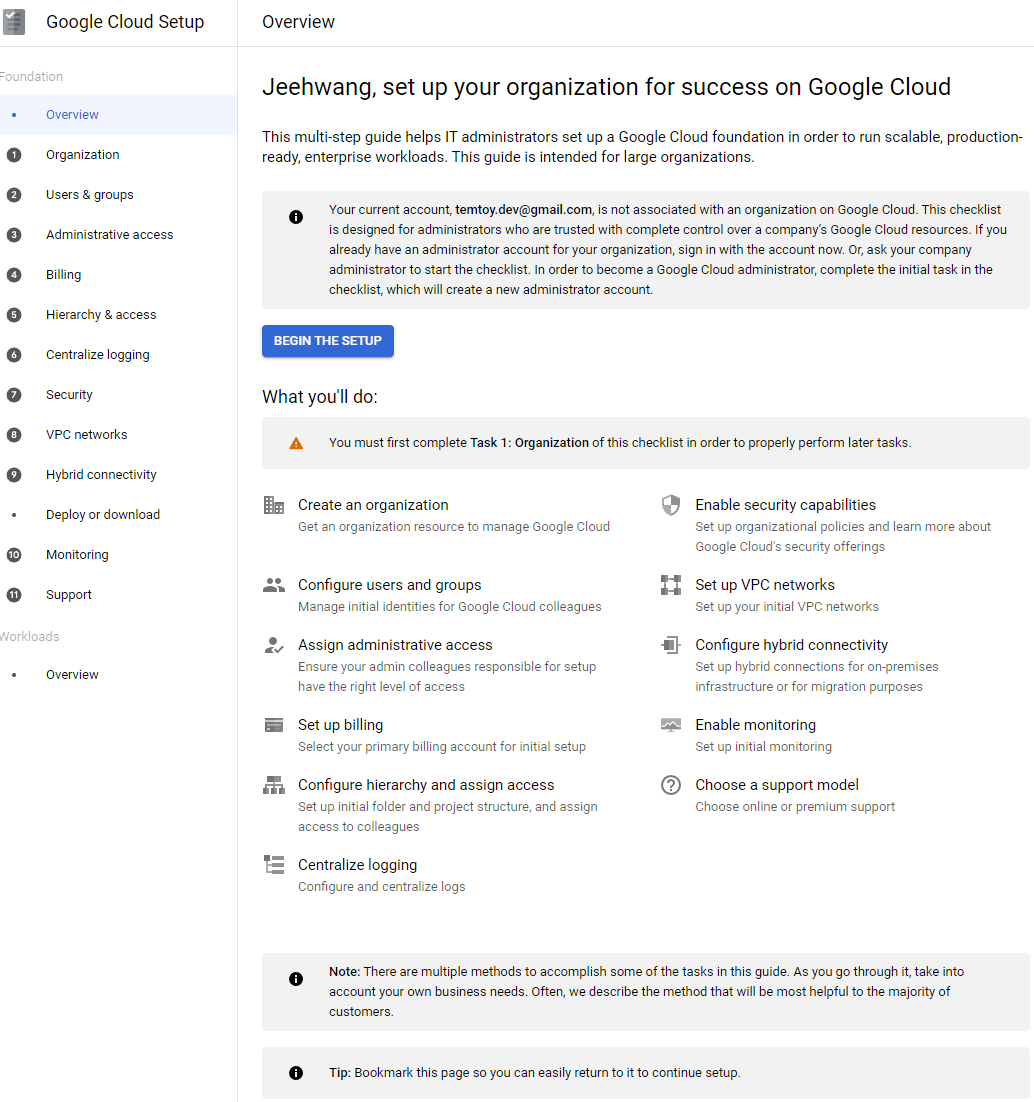 Google Cloud Setup
Overview
Foundation
Overview
1 Organization
2 Users & groups
3 Administrative access
4 Billing
5 Hierarchy & access
6 Centralize logging
7 Security
8 VPC networks
9 Hybrid connectivity
Deploy or download
10 Monitoring
11 Support
Workloads
Overview
Jeehwang, set up your organization for success on Google Cloud
This multi-step guide helps IT administrators set up a Google Cloud foundation in order to run scalable, production-
ready, enterprise workloads. This guide is intended for large organizations.
Your current account, temtoy.dev@gmail.com, is not associated with an organization on Google Cloud. This checklist
is designed for administrators who are trusted with complete control over a company's Google Cloud resources. If you
already have an administrator account for your organization, sign in with the account now. Or, ask your company
administrator to start the checklist. In order to become a Google Cloud administrator, complete the initial task in the
checklist, which will create a new administrator account.
BEGIN THE SETUP
What you'll do:
You must first complete Task 1: Organization of this checklist in order to properly perform later tasks.
Create an organization
Get an organization resource to manage Google Cloud
Configure users and groups
Manage initial identities for Google Cloud colleagues
Assign administrative access
Ensure your admin colleagues responsible for setup
have the right level of access
Set up billing
Select your primary billing account for initial setup
Configure hierarchy and assign access
Set up initial folder and project structure, and assign
access to colleagues
Centralize logging
Configure and centralize logs
Enable security capabilities
Set up organizational policies and learn more about
Google Cloud's security offerings
Set up VPC networks
Set up your initial VPC networks
Configure hybrid connectivity
Set up hybrid connections for on-premises
infrastructure or for migration purposes
Enable monitoring
Set up initial monitoring
Choose a support model
Choose online or premium support
Note: There are multiple methods to accomplish some of the tasks in this guide. As you go through it, take into
account your own business needs. Often, we describe the method that will be most helpful to the majority of
customers.
Tip: Bookmark this page so you can easily return to it to continue setup.